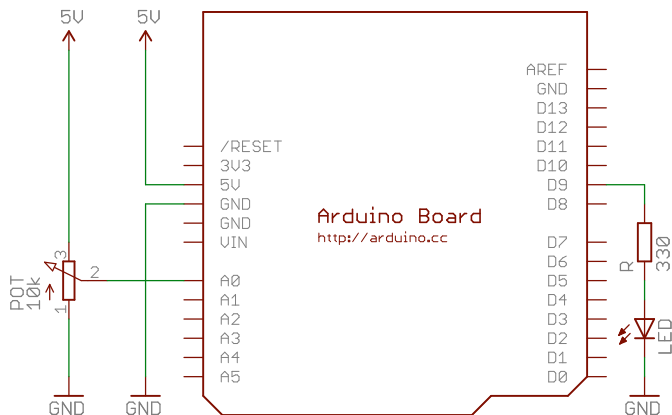 5V
5V
AREF
GND
D13
D12
/RESET
D11
3V3
D10
5V
D9
GND
D8
Arduino Board
GND
http://arduino.cc
VIN
D7
3
330
R
D6
POT
10k
2
A0
D5
A1
D4
1
A2
D3
A3
D2
LED
A4
D1
A5
D0
GND
GND
GND